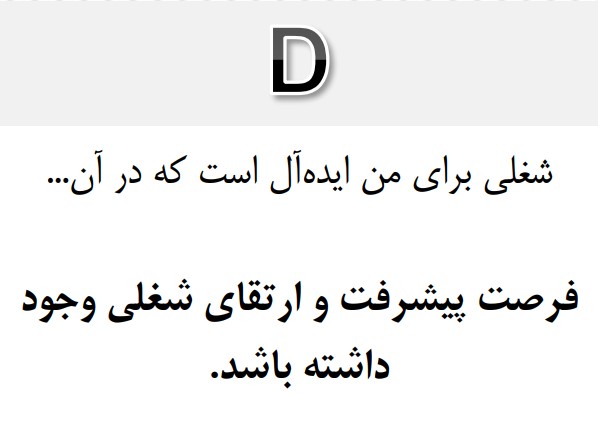 D
شغلی برای من ایده‌آل است که در آن...
فرصت پیشرفت و ارتقای شغلی وجود
داشته باشد.